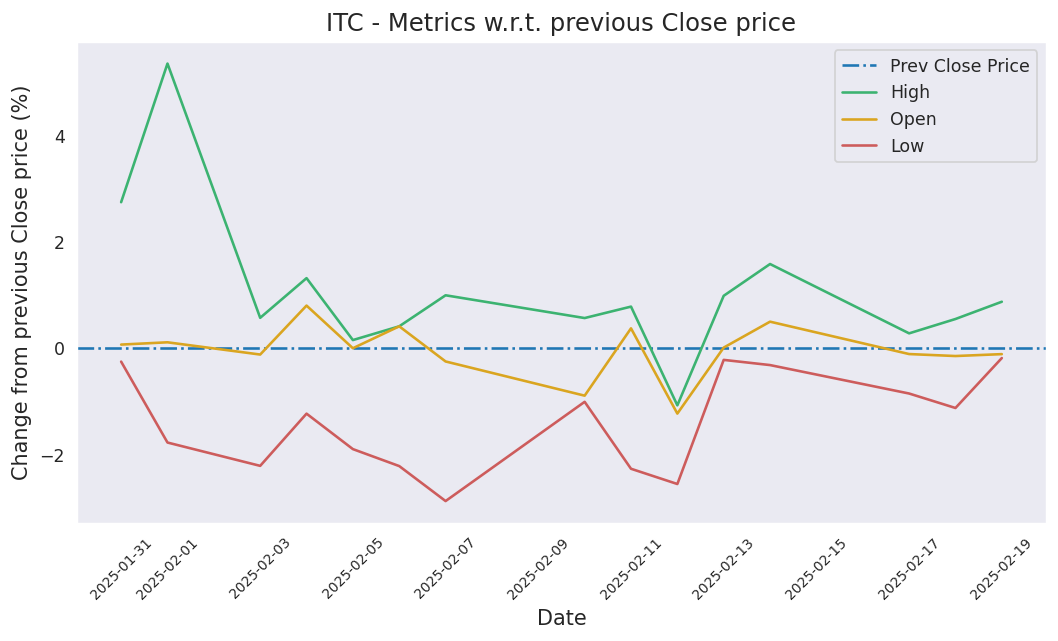 ITC - Metrics w.r.t. previous Close price
Change from previous Close price (%)
4
2
0
−2
Prev Close Price
High
Open
Low
2025-01-31
2025-02-01
2025-02-03
2025-02-05
2025-02-07
2025-02-09
2025-02-11
2025-02-13
2025-02-15
2025-02-17
2025-02-19
Date